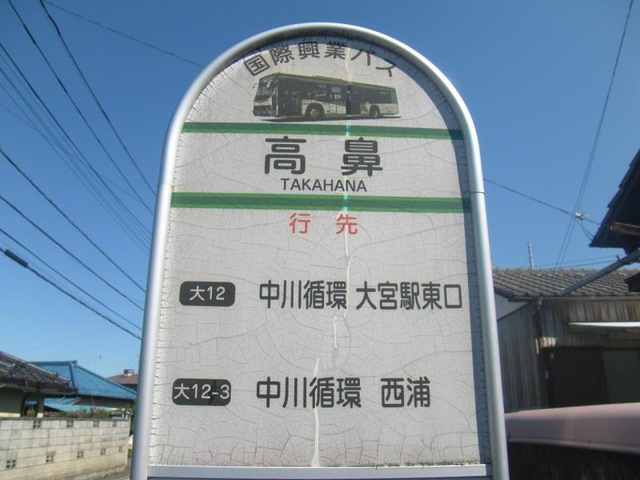 国際興業バス
高鼻
TAKAHANA
行先
大12 中川循環 大宮駅東口
大12-3 中川循環 西浦